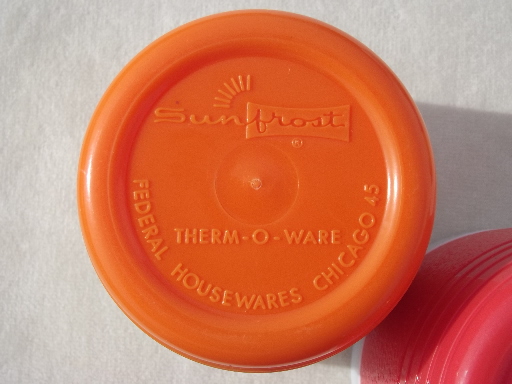 Sunfrost ®
THERM-O-WARE
FEDERAL HOUSEWARES CHICAGO 45